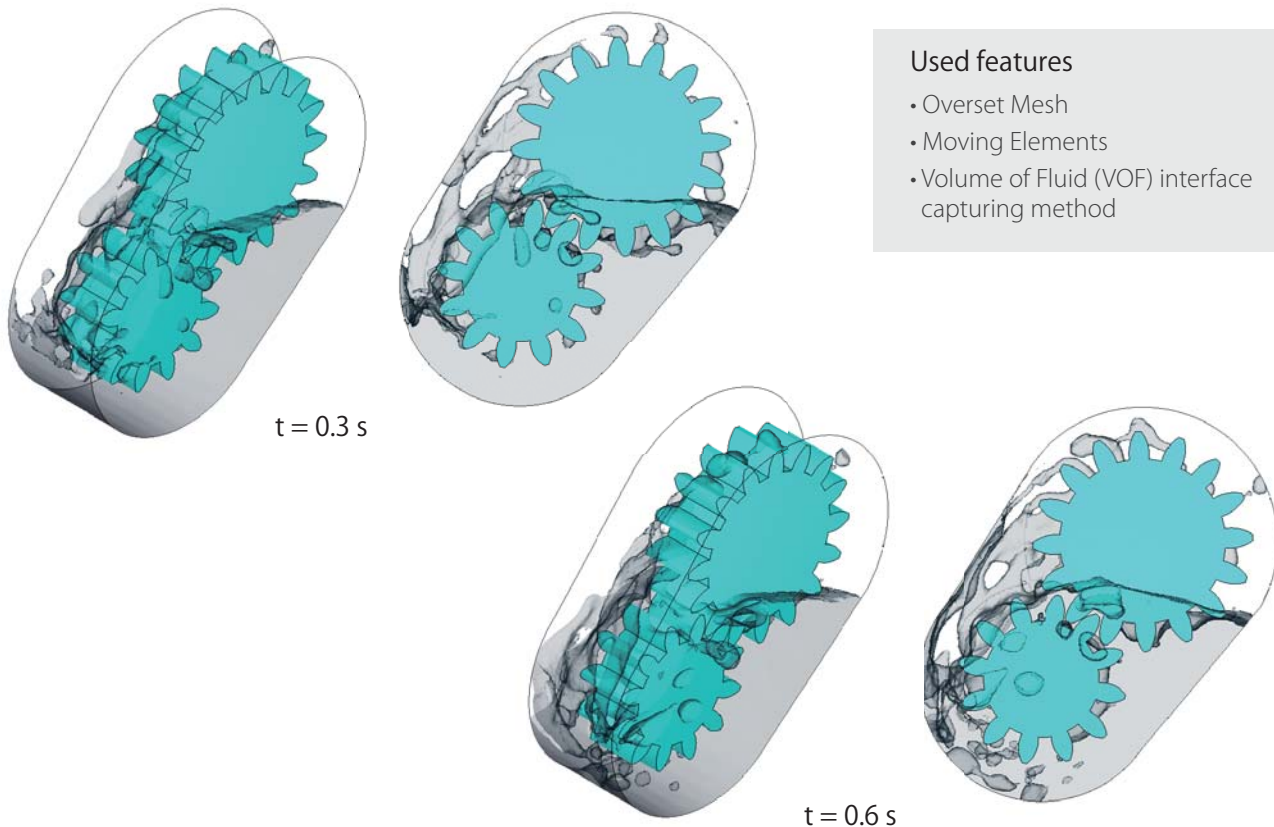 Used features
• Overset Mesh
• Moving Elements
• Volume of Fluid (VOF) interface
capturing method
t = 0.3 s
t = 0.6 s